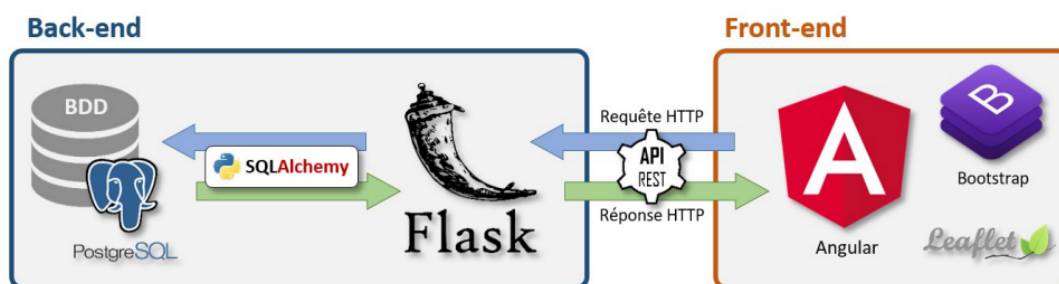 Back-end
Front-end
BDD
PostgreSQL
SQLAlchemy
Flask
Requête HTTP
API
REST
Réponse HTTP
A
Angular
B
Bootstrap
Leaflet